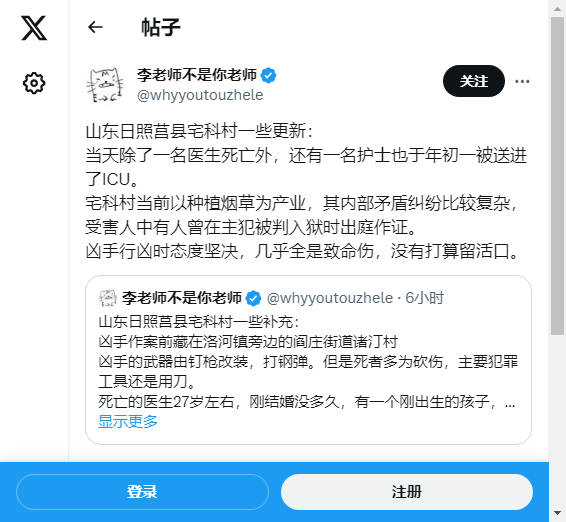 帖子
李老师不是你老师
@whyyoutouzhele
关注
山东日照莒县宅科村一些更新：
当天除了一名医生死亡外，还有一名护士也于年初一被送进
了ICU。
宅科村当前以种植烟草为产业，其内部矛盾纠纷比较复杂，
受害人中有人曾在主犯被判入狱时出庭作证。
凶手行凶时态度坚决，几乎全是致命伤，没有打算留活口。
李老师不是你老师 @whyyoutouzhele · 6小时
山东日照莒县宅科村一些补充：
凶手作案前藏在洛河镇旁边的阎庄街道诸汀村
凶手的武器由钉枪改装，打钢弹。但是死者多为砍伤，主要犯罪
工具还是用刀。
死亡的医生27岁左右，刚结婚没多久，有一个刚出生的孩子，...
显示更多
登录
注册